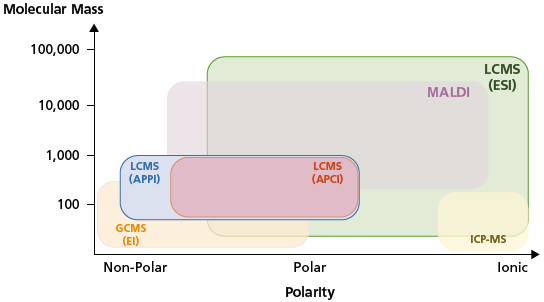 Molecular Mass
100,000
10,000
1,000
100
LCMS
(ESI)
MALDI
LCMS
(APPI)
LCMS
(APCI)
GCMS
(EI)
ICP-MS
Non-Polar
Polar
Ionic
Polarity